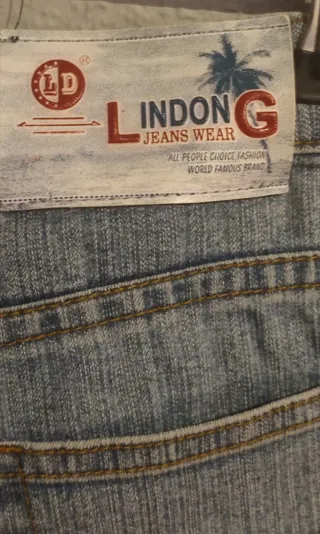 LD
®
LINDONG
JEANS WEAR
ALL PEOPLE CHOICE FASHION
WORLD FAMOUS BRAND